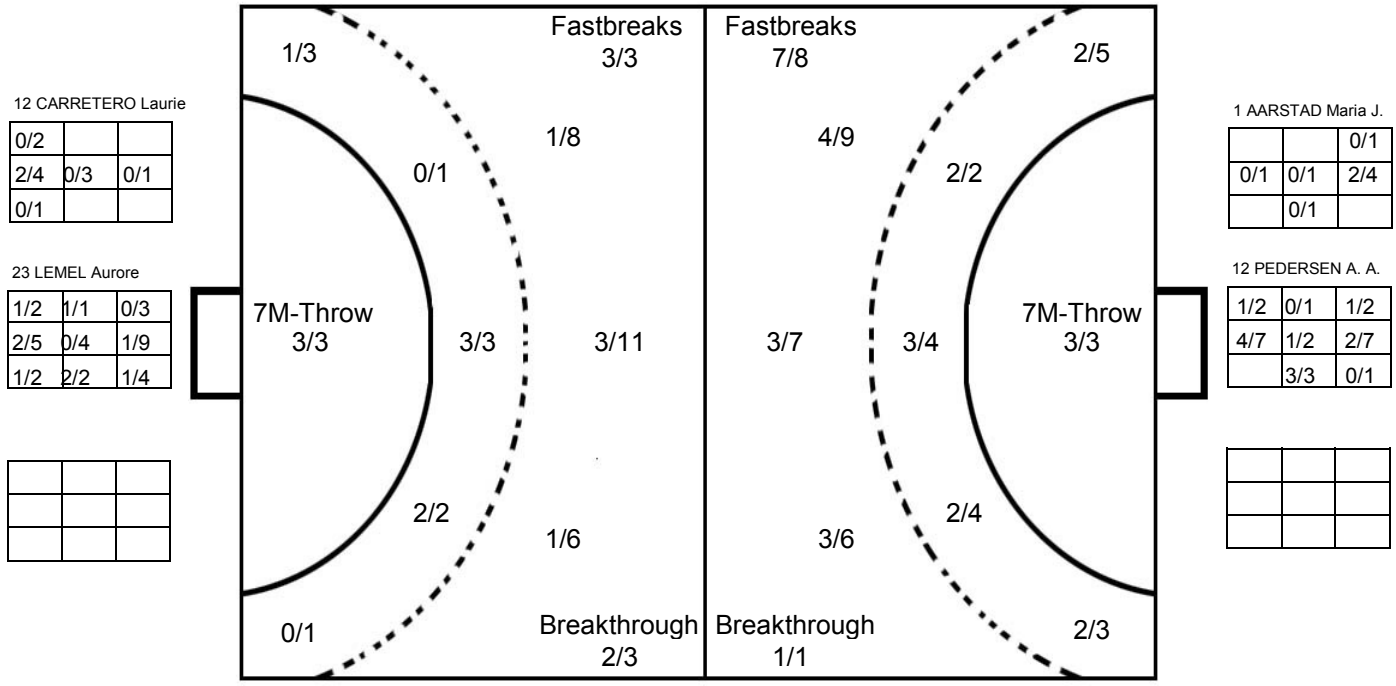 Fastbreaks
3/3
Fastbreaks
7/8
1/3
2/5
12 CARRETERO Laurie
0/2
2/4 0/3 0/1
0/1
1/8
4/9
1 AARSTAD Maria J.
0/1
0/1 0/1 2/4
0/1
0/1
2/2
23 LEMEL Aurore
1/2 1/1 0/3
2/5 0/4 1/9
1/2 2/2 1/4
7M-Throw
3/3
3/3
3/11
3/7
3/4
7M-Throw
3/3
12 PEDERSEN A. A.
1/2 0/1 1/2
4/7 1/2 2/7
3/3 0/1
2/2
1/6
3/6
2/4
0/1
Breakthrough
2/3
Breakthrough
1/1
2/3